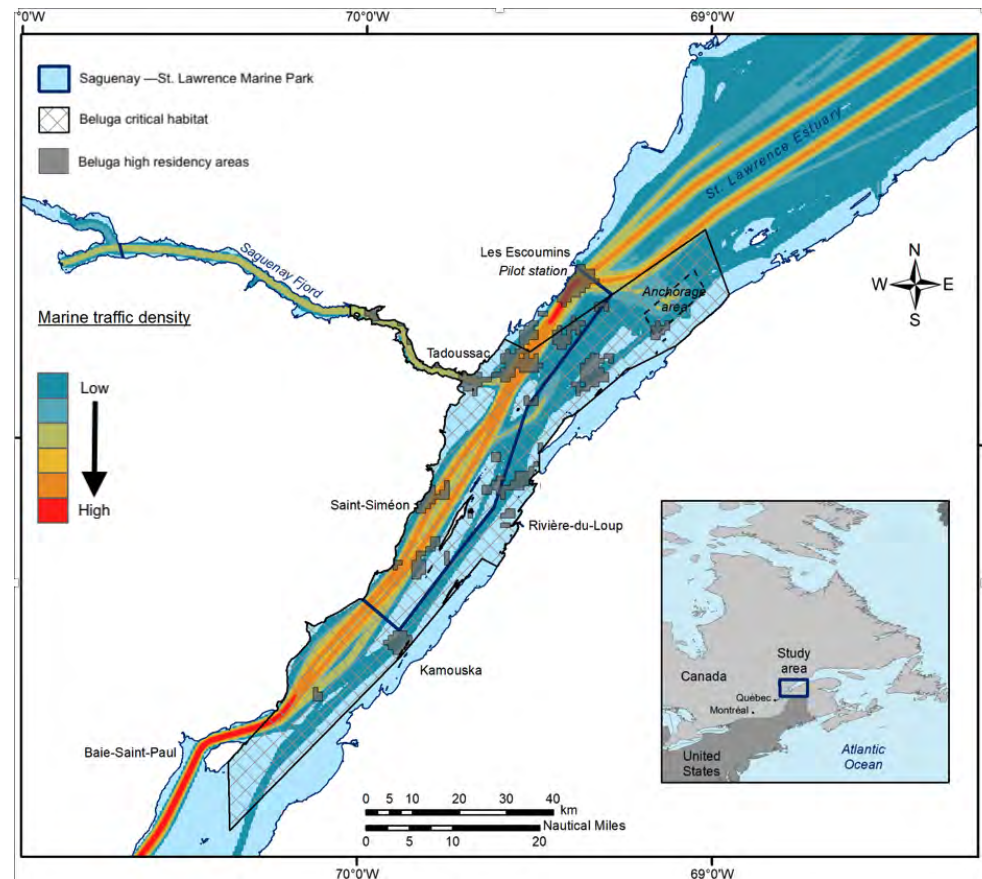 °0'W
70°0'W
69°0'W
Saguenay —St. Lawrence Marine Park
Beluga critical habitat
Beluga high residency areas
St. Lawrence Estuary
Les Escoumins
Pilot station
Saguenay Fjord
Anchorage
area
N
W
E
S
Marine traffic density
Tadoussac
Low
High
Saint-Siméon
Rivière-du-Loup
Kamouska
Study
area
Canada
Québec
Montréal
United
States
Atlantic
Ocean
Baie-Saint-Paul
0 5 10 20 30 40
km
Nautical Miles
0 5 10 20
70°0'W
69°0'W